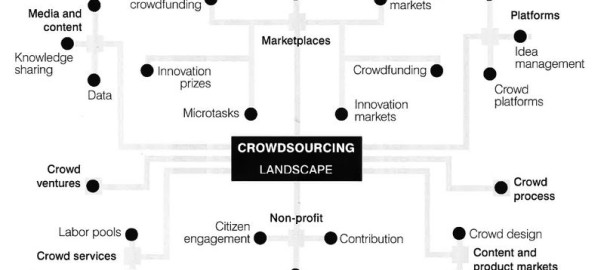 crowdfunding
markets
Media and
content
Platforms
Marketplaces
Knowledge
sharing
Idea
management
Innovation
prizes
Crowdfunding
Data
Crowd
platforms
Microtasks
Innovation
markets
CROWDSOURCING
LANDSCAPE
Crowd
ventures
Crowd
process
Non-profit
Labor pools
Citizen
engagement
Contribution
Crowd design
Crowd services
Content and
product markets